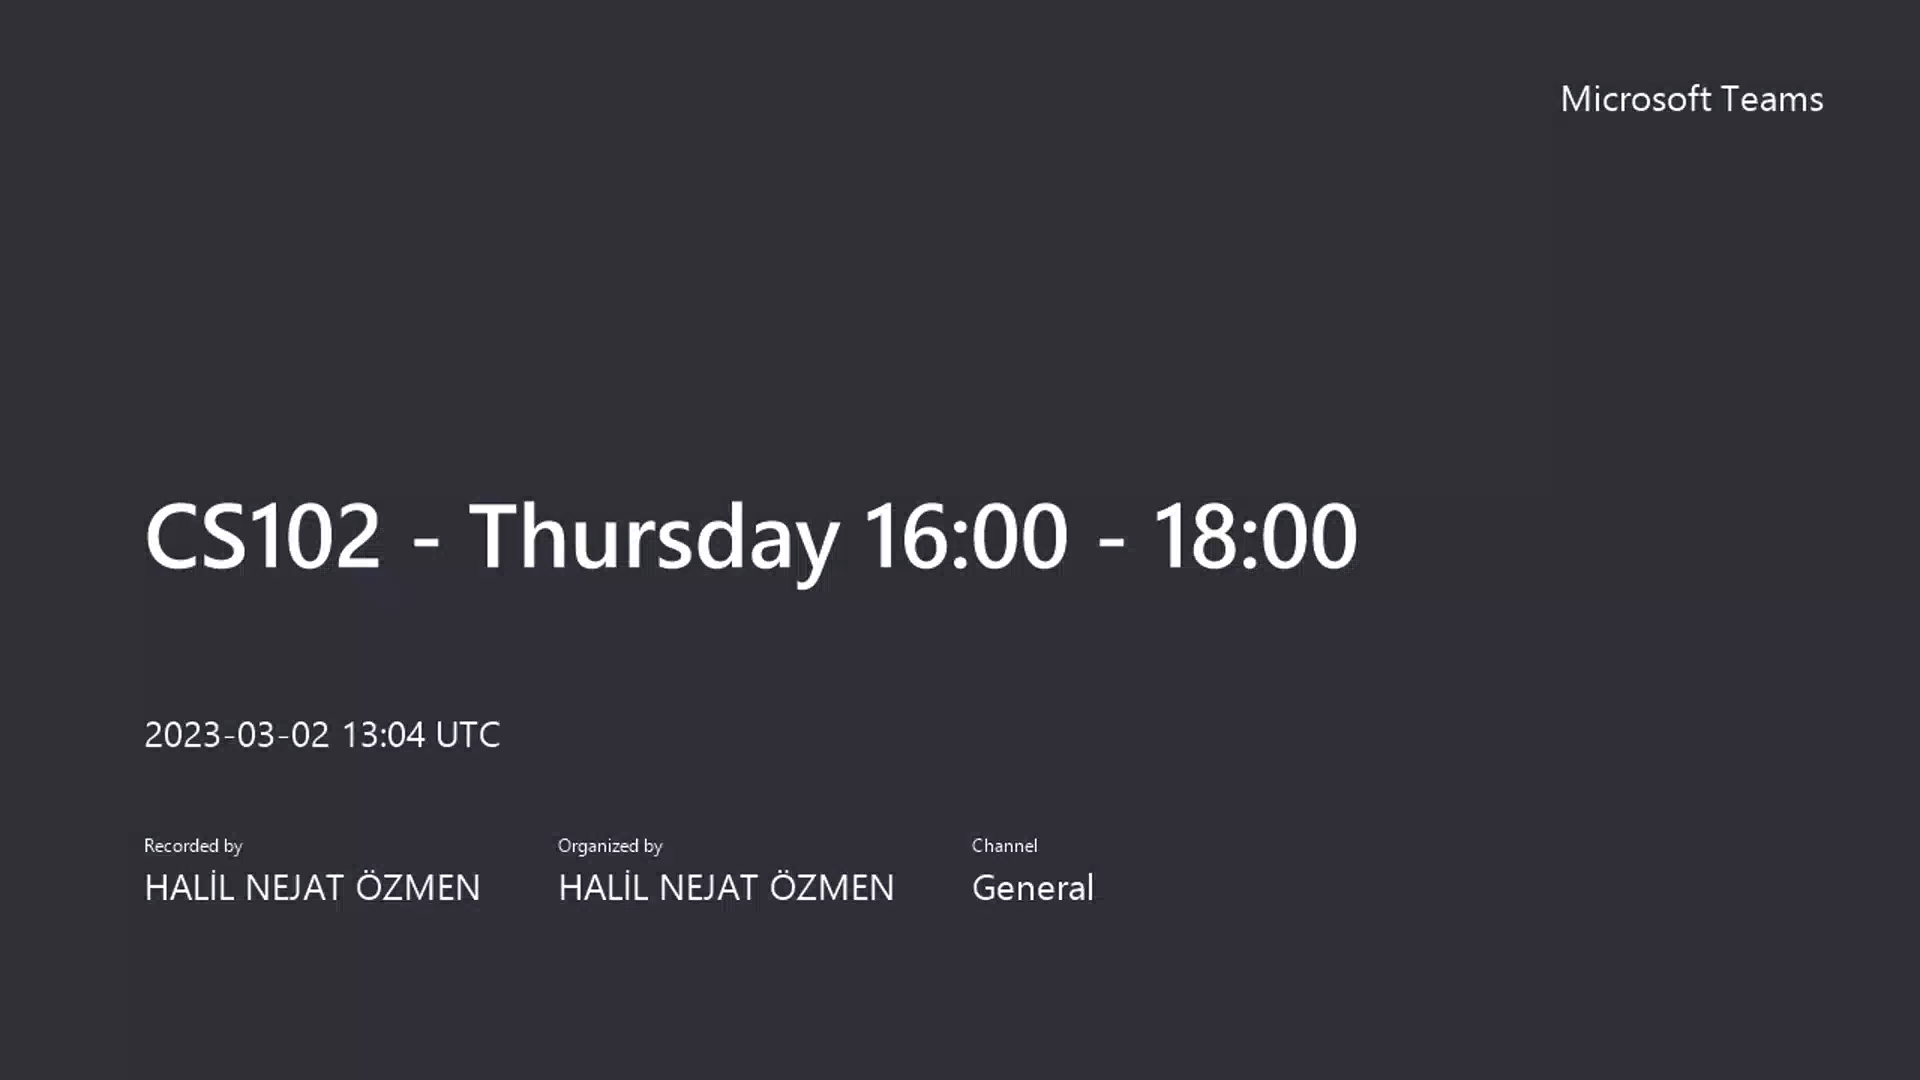 Microsoft Teams
CS102 - Thursday 16:00 - 18:00
2023-03-02 13:04 UTC
Recorded by
HALİL NEJAT ÖZMEN
Organized by
HALİL NEJAT ÖZMEN
Channel
General